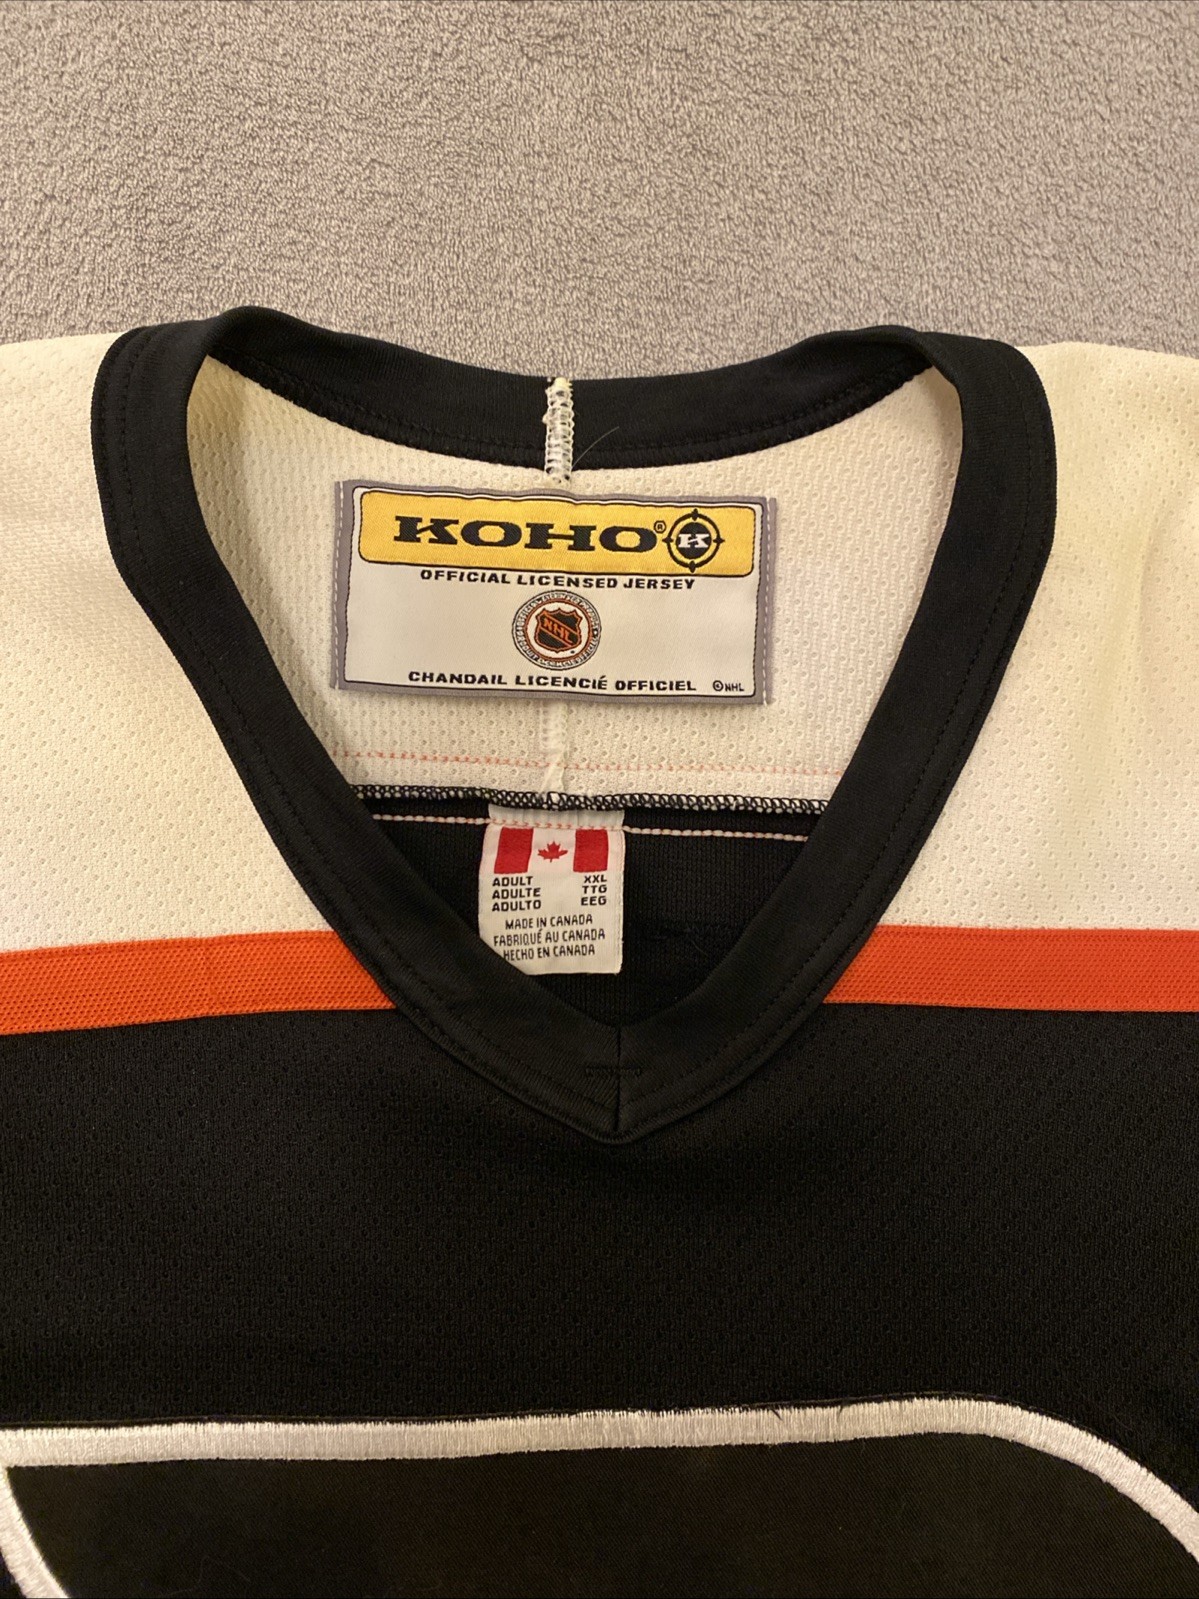 KOHO® K
OFFICIAL LICENSED JERSEY
NHL
CHANDAIL LICENCIÉ OFFICIEL ©NHL
ADULT XXL
ADULTE TTG
ADULTO EEG
MADE IN CANADA
FABRIQUÉ AU CANADA
HECHO EN CANADA